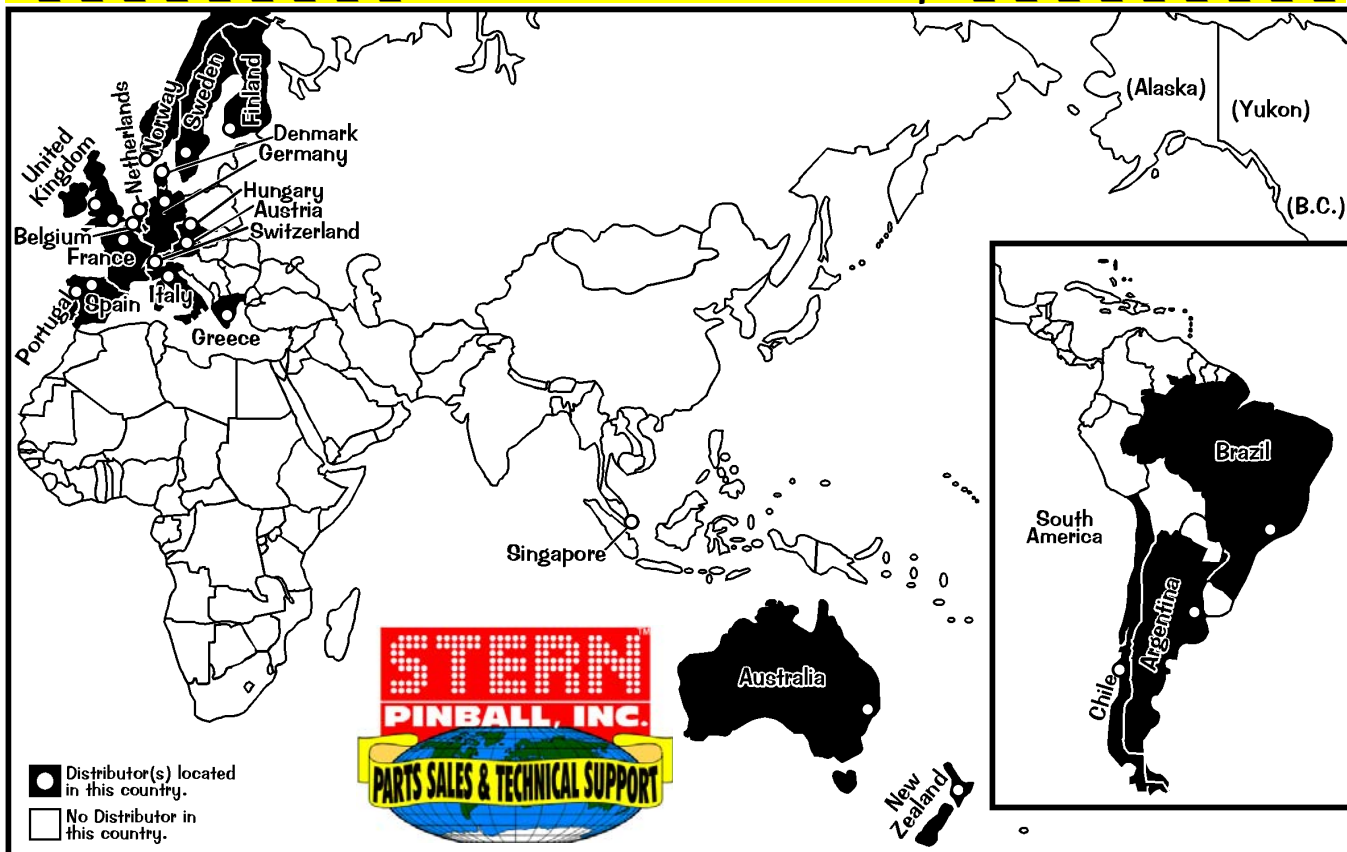 (Alaska)
(Yukon)
(B.C.)
United
Kingdom
Netherlands
Norway
Sweden
Finland
Denmark
Germany
Hungary
Austria
Switzerland
Belgium
France
Portugal
Spain
Italy
Greece
Singapore
Australia
New
Zealand
South
America
Brazil
Argentina
Chile
STERN™
PINBALL, INC.
PARTS SALES & TECHNICAL SUPPORT
Distributor(s) located
in this country.
No Distributor in
this country.